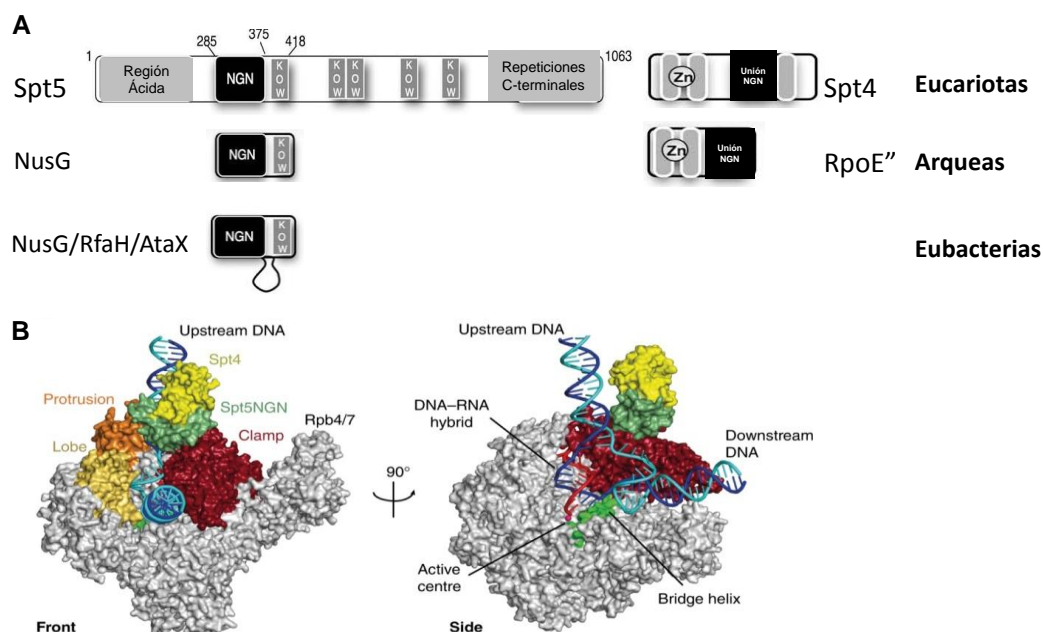 A
1
285
375
418
1063
Spt5
Región
Ácida
NGN
K
O
W
K
O
W
K
O
W
K
O
W
K
O
W
Repeticiones
C-terminales
Zn
Unión
NGN
Spt4
Eucariotas
NusG
NGN
K
O
W
Zn
Unión
NGN
RpoE”
Arqueas
NusG/RfaH/AtaX
NGN
K
O
W
Eubacterias
B
Upstream DNA
Spt4
Protrusion
Spt5NGN
Lobe
Clamp
Rpb4/7
90°
Front
Upstream DNA
DNA–RNA
hybrid
Downstream
DNA
Active
centre
Bridge helix
Side